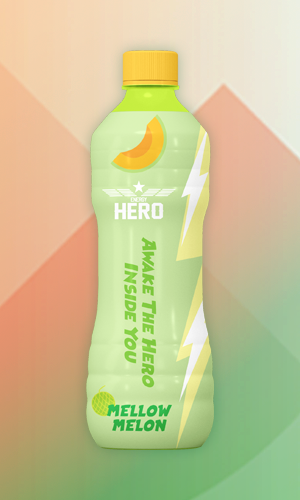 ENERGY
HERO
AWAKE THE HERO
INSIDE YOU
MELLOW
MELON